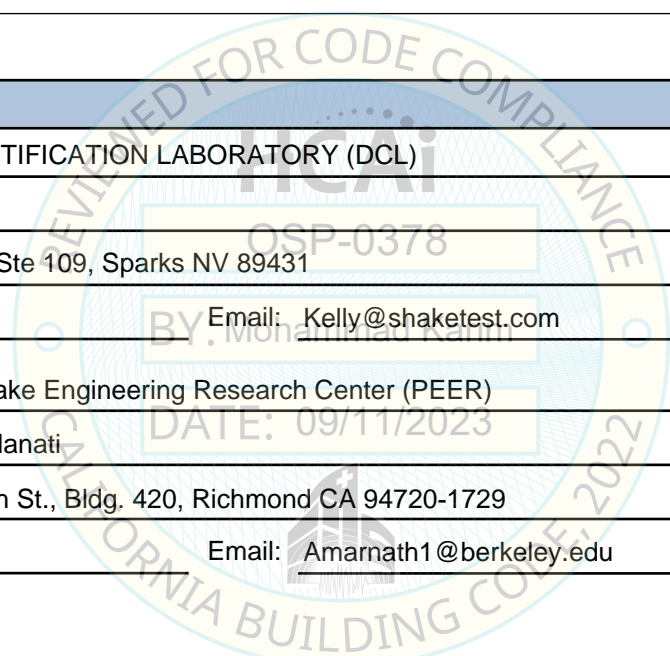 REVIEWED FOR CODE COMPLIANCE
HCAi
TIFICATION LABORATORY (DCL)
OSP-0378
Ste 109, Sparks NV 89431
BY: Mohammad Karim
Email: Kelly@shaketest.com
ake Engineering Research Center (PEER)
DATE: 09/11/2023
lanati
n St., Bldg. 420, Richmond CA 94720-1729
Email: Amarnath1@berkeley.edu
CALIFORNIA BUILDING CODE, 2022